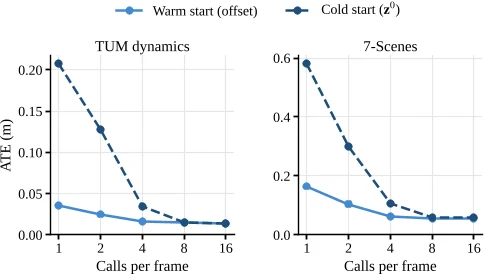 Warm start (offset) Cold start (z⁰)
TUM dynamics 7-Scenes
ATE (m)
0.20
0.15
0.10
0.05
0.00
1 2 4 8 16
Calls per frame
0.6
0.4
0.2
0.0
1 2 4 8 16
Calls per frame